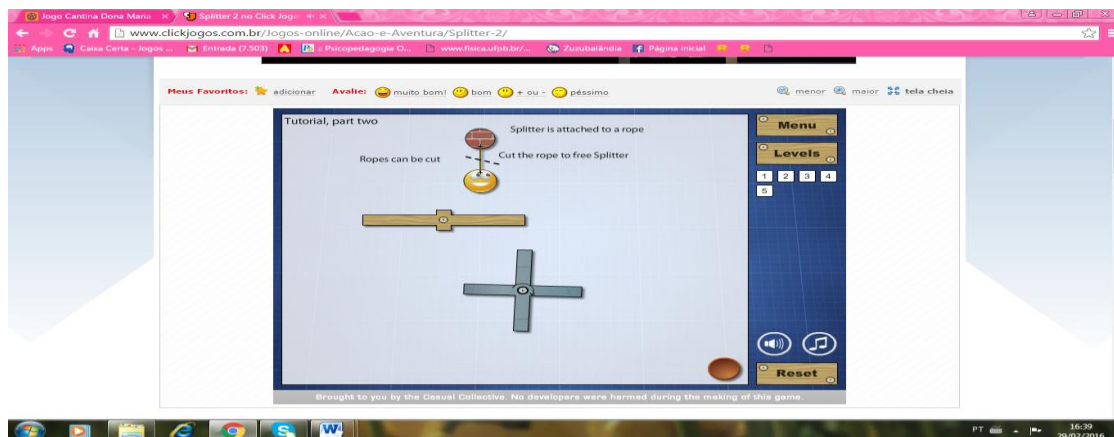 Jogo Cantina Dona Maria
Splitter 2 no Click Jogo
www.clickjogos.com.br/Jogos-online/Acao-e-Aventura/Splitter-2/
Apps Caixa Certa - Jogos ... Entrada (7.503) :: Psicopedagogia O... www.fisica.ufpb.br/... Zuzubalândia Página inicial
Meus Favoritos: adicionar Avalie: muito bom! bom + ou - péssimo menor maior tela cheia
Tutorial, part two
Splitter is attached to a rope
Ropes can be cut
Cut the rope to free Splitter
Menu
Levels
1 2 3 4
5
Reset
Brought to you by the Casual Collective. No developers were harmed during the making of this game.
PT 16:39
29/02/2016